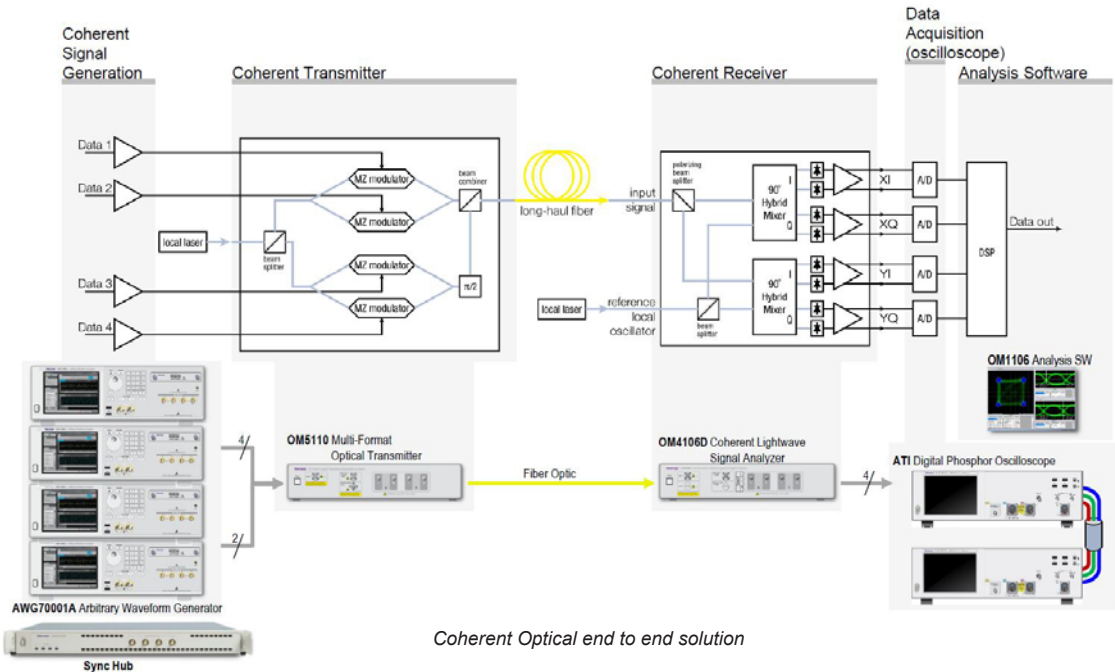 Coherent
Signal
Generation
Coherent Transmitter
Coherent Receiver
Data
Acquisition
(oscilloscope)
Analysis Software
Data 1
Data 2
Data 3
Data 4
local laser
beam
splitter
MZ modulator
MZ modulator
MZ modulator
MZ modulator
beam
combiner
π/2
long-haul fiber
input
signal
polarizing
beam
splitter
local laser
reference
local
oscillator
beam
splitter
90°
Hybrid
Mixer
I
Q
90°
Hybrid
Mixer
I
Q
XI
XQ
YI
YQ
A/D
A/D
A/D
A/D
DSP
Data out
OM1106 Analysis SW
4
2
OM5110 Multi-Format
Optical Transmitter
Fiber Optic
OM4106D Coherent Lightwave
Signal Analyzer
4
ATI Digital Phosphor Oscilloscope
AWG70001A Arbitrary Waveform Generator
Sync Hub
Coherent Optical end to end solution